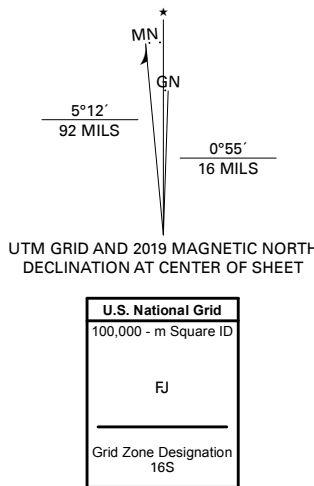 ★
MN
GN
5°12´
92 MILS
0°55´
16 MILS
UTM GRID AND 2019 MAGNETIC NORTH
DECLINATION AT CENTER OF SHEET
U.S. National Grid
100,000 - m Square ID
FJ
Grid Zone Designation
16S